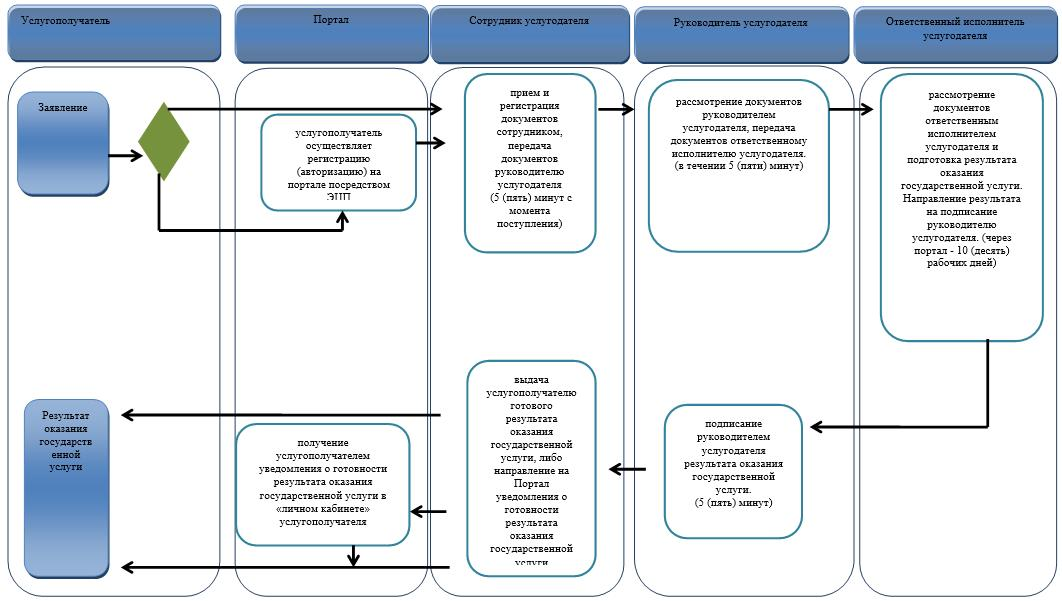 Услугополучатель
Портал
Сотрудник услугодателя
Руководитель услугодателя
Ответственный исполнитель
услугодателя
Заявление
услугополучатель
осуществляет
регистрацию
(авторизацию) на
портале посредством
ЭЦП
прием и
регистрация
документов
сотрудником,
передача
документов
руководителю
услугодателя
(5 (пять) минут с
момента
поступления)
рассмотрение документов
руководителем
услугодателя, передача
документов ответственному
исполнителю услугодателя.
(в течении 5 (пяти) минут)
рассмотрение
документов
ответственным
исполнителем
услугодателя и
подготовка результата
оказания
государственной услуги.
Направление результата
на подписание
руководителю
услугодателя. (через
портал - 10 (десять)
рабочих дней)
Результат
оказания
государств
енной
услуги
получение
услугополучателем
уведомления о готовности
результата оказания
государственной услуги в
«личном кабинете»
услугополучателя
выдача
услугополучателю
готового
результата
оказания
государственной
услуги, либо
направление на
Портал
уведомления о
готовности
результата
оказания
государственной
услуги
подписание
руководителем
услугодателя
результата оказания
государственной
услуги.
(5 (пять) минут)